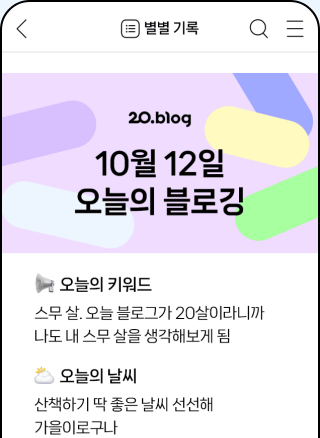 별별 기록
20.blog
10월 12일
오늘의 블로깅
오늘의 키워드
스무 살. 오늘 블로그가 20살이라니까
나도 내 스무 살을 생각해보게 됨
오늘의 날씨
산책하기 딱 좋은 날씨 선선해
가을이로구나